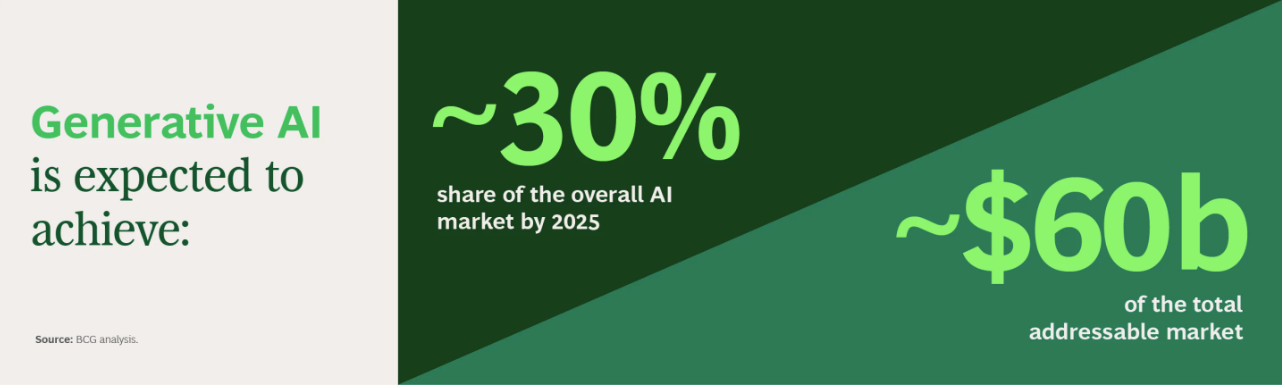 Generative AI
is expected to
achieve:
Source: BCG analysis.
~30%
share of the overall AI
market by 2025
~$60b
of the total
addressable market